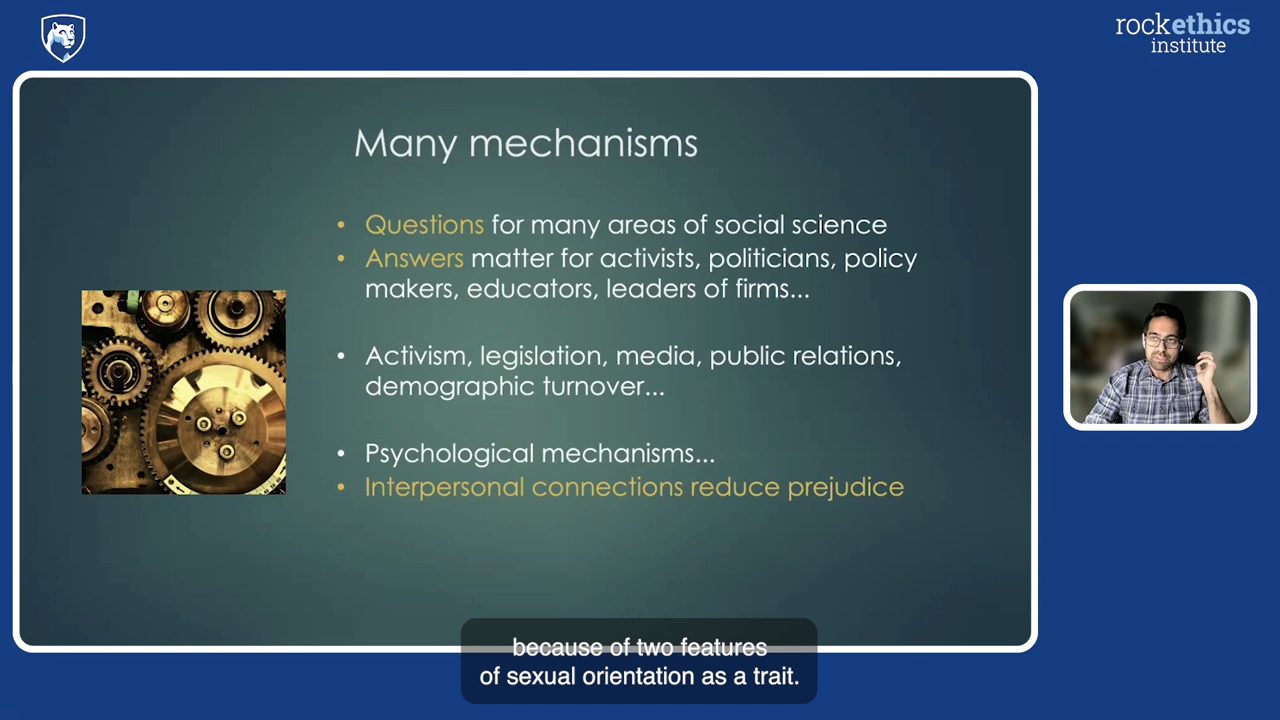 rockethics
institute
Many mechanisms
• Questions for many areas of social science
• Answers matter for activists, politicians, policy
makers, educators, leaders of firms...
• Activism, legislation, media, public relations,
demographic turnover...
• Psychological mechanisms...
• Interpersonal connections reduce prejudice
because of two features
of sexual orientation as a trait.